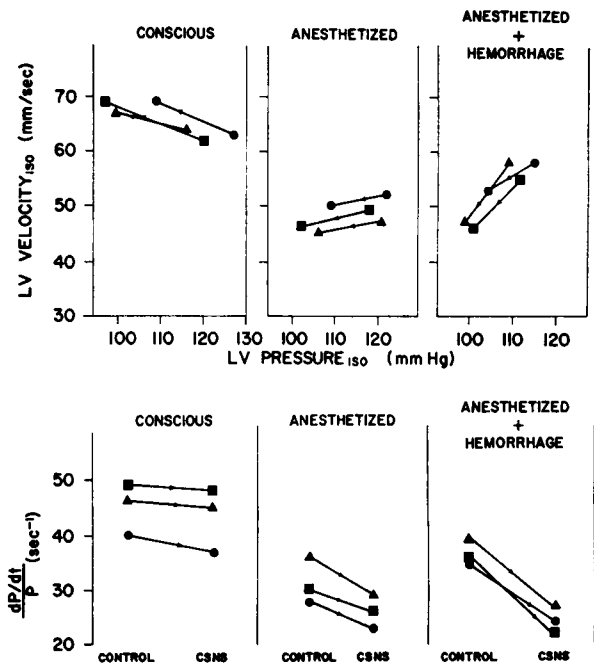 CONSCIOUS
ANESTHETIZED
ANESTHETIZED
+
HEMORRHAGE
LV VELOCITY ISO (mm/sec)
70
60
50
40
30
100 110 120 130
100 110 120
100 110 120
LV PRESSURE ISO (mm Hg)
CONSCIOUS
ANESTHETIZED
ANESTHETIZED
+
HEMORRHAGE
dP/dt
P
(sec⁻¹)
50
40
30
20
CONTROL CSNS
CONTROL CSNS
CONTROL CSNS